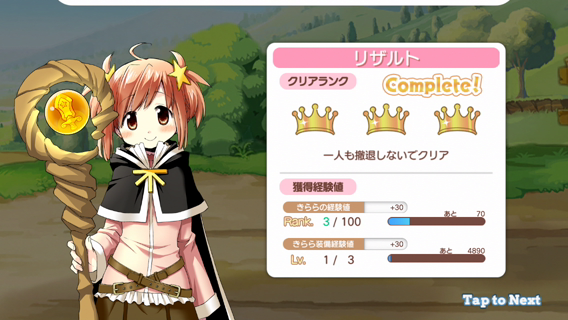 リザルト
クリアランク
Complete!
一人も撤退しないでクリア
獲得経験値
きららの経験値 +30
Rank. 3 / 100 あと 70
きらら装備経験値 +30
Lv. 1 / 3 あと 4890
Tap to Next